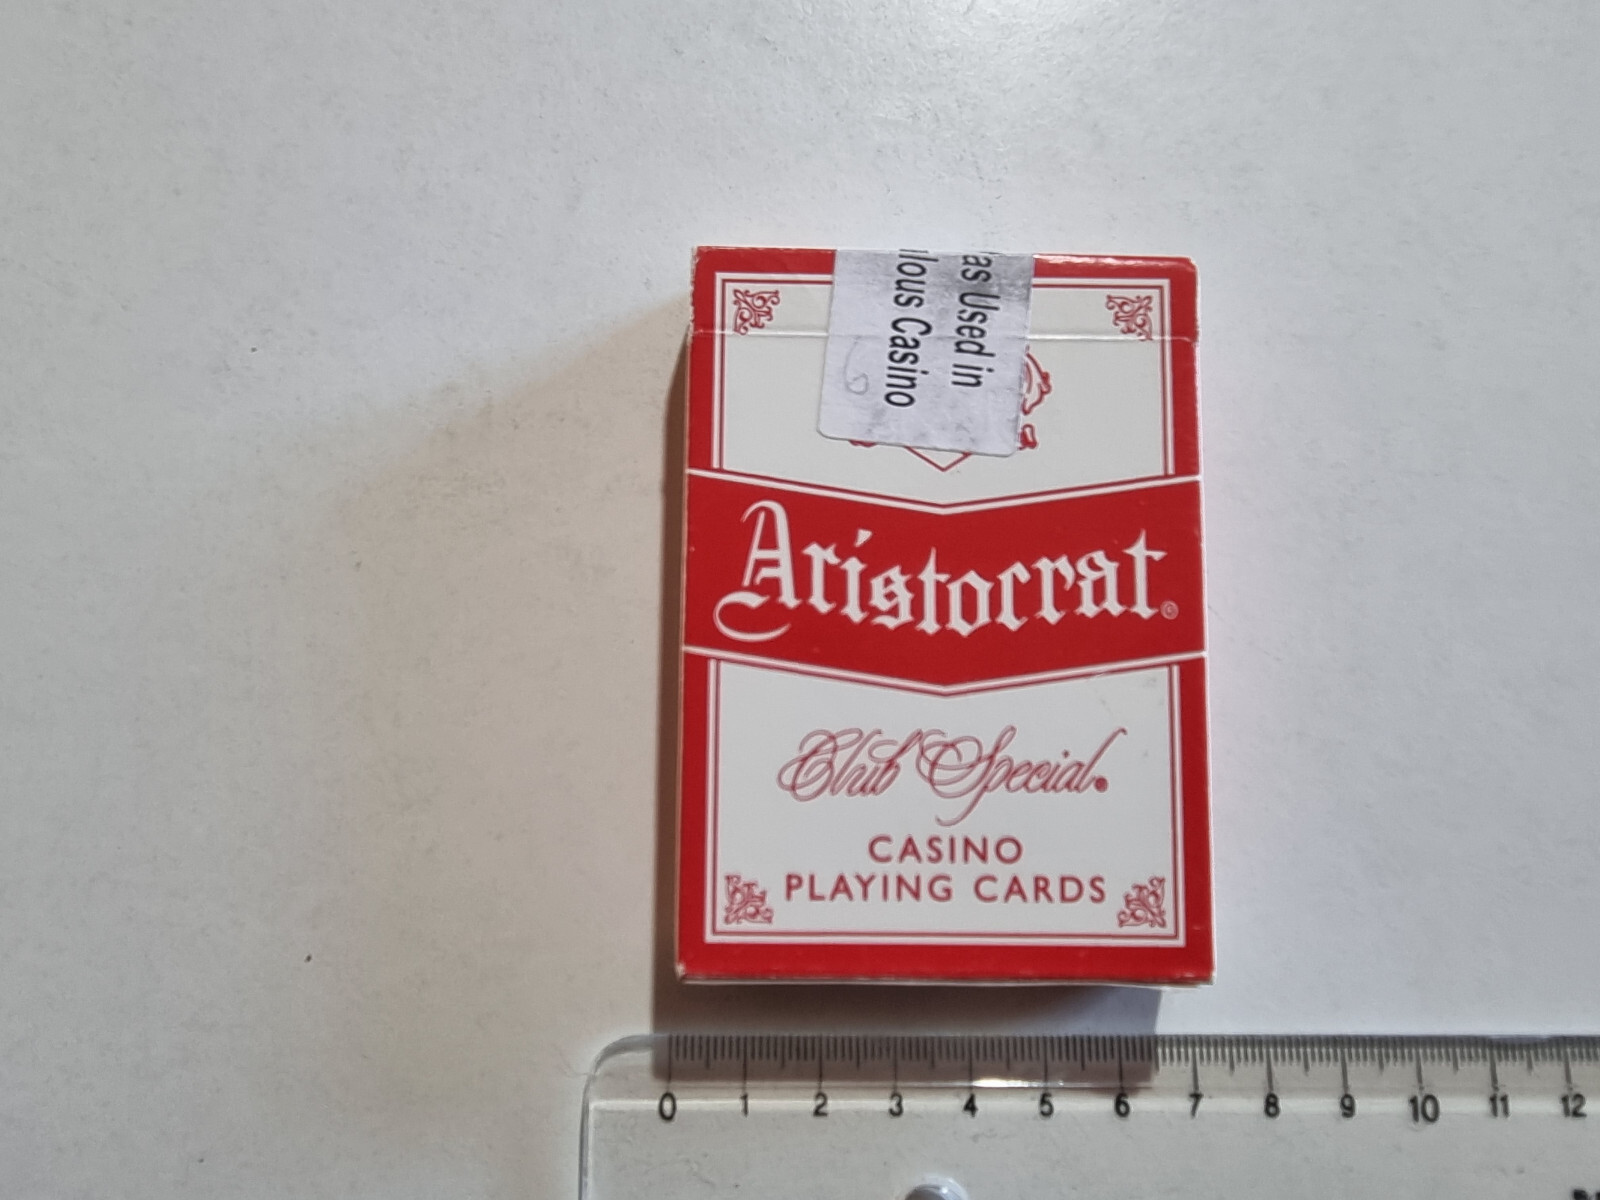 as Used in
lous Casino
Aristocrat
Club Special
CASINO
PLAYING CARDS
0 1 2 3 4 5 6 7 8 9 10 11 12